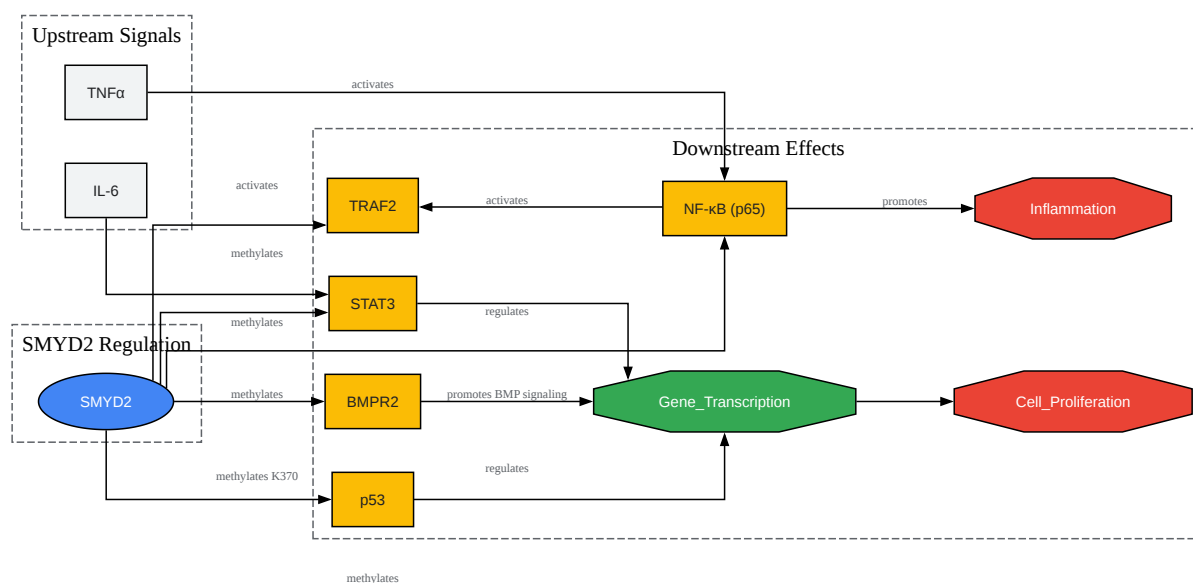 Upstream Signals
TNFα
activates
Downstream Effects
IL-6
activates
TRAF2
activates
NF-κB (p65)
promotes
Inflammation
methylates
STAT3
regulates
methylates
SMYD2 Regulation
SMYD2
methylates
BMPR2
promotes BMP signaling
Gene_Transcription
Cell_Proliferation
methylates K370
p53
regulates
methylates